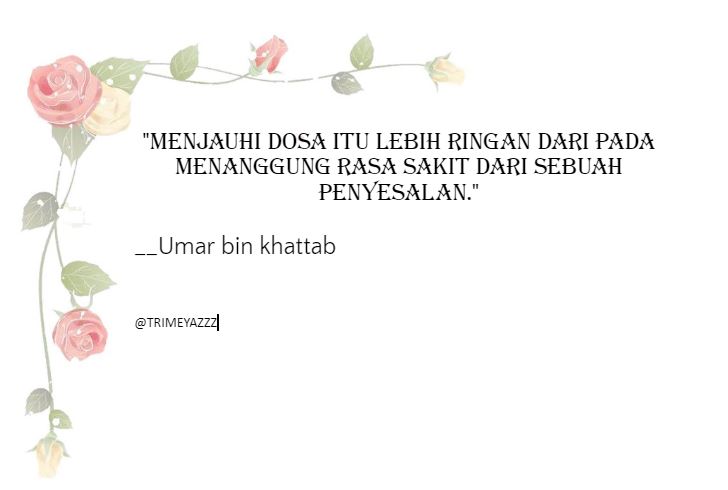 "MENJAUHI DOSA ITU LEBIH RINGAN DARI PADA
MENANGGUNG RASA SAKIT DARI SEBUAH
PENYESALAN."
__Umar bin khattab
@TRIMEYAZZZ